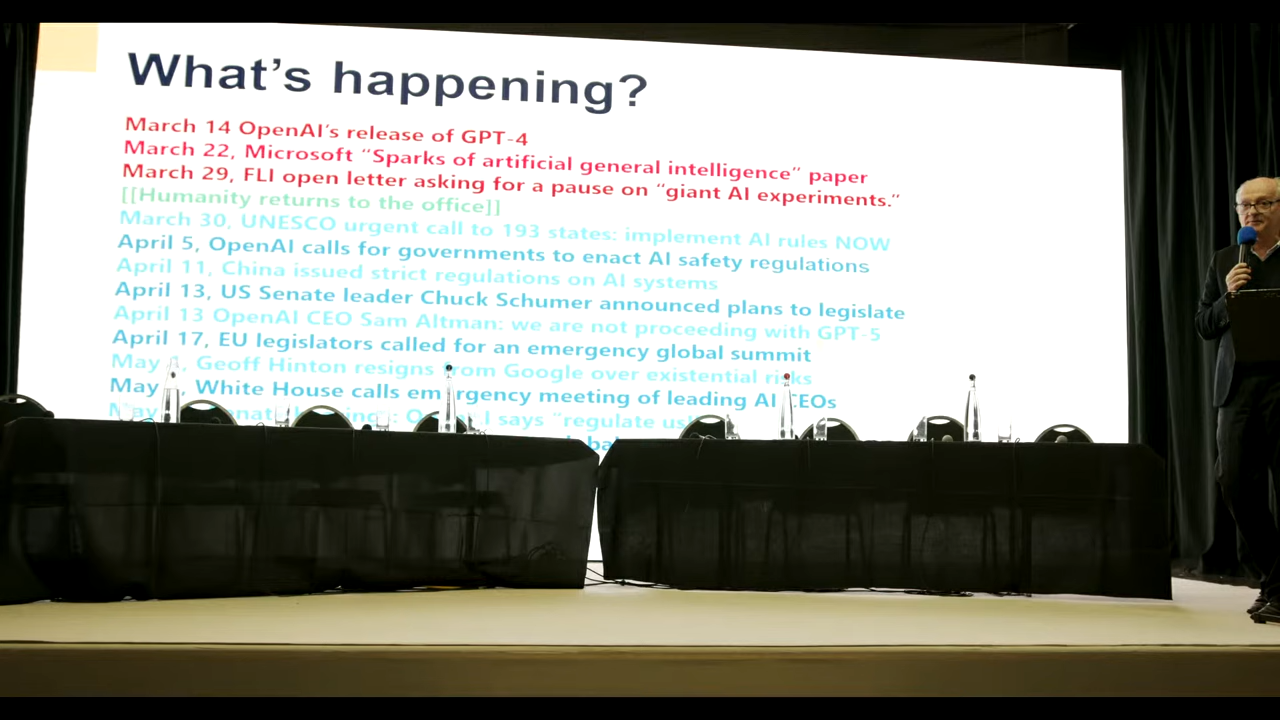 What's happening?
March 14 OpenAI's release of GPT-4
March 22, Microsoft “Sparks of artificial general intelligence” paper
March 29, FLI open letter asking for a pause on “giant AI experiments.”
[[Humanity returns to the office]]
March 30, UNESCO urgent call to 193 states: implement AI rules NOW
April 5, OpenAI calls for governments to enact AI safety regulations
April 11, China issued strict regulations on AI systems
April 13, US Senate leader Chuck Schumer announced plans to legislate
April 13 OpenAI CEO Sam Altman: we are not proceeding with GPT-5
April 17, EU legislators called for an emergency global summit
May , Geoff Hinton resigns from Google over existential risks
May , White House calls emergency meeting of leading AI CEOs
May I says “regulate us